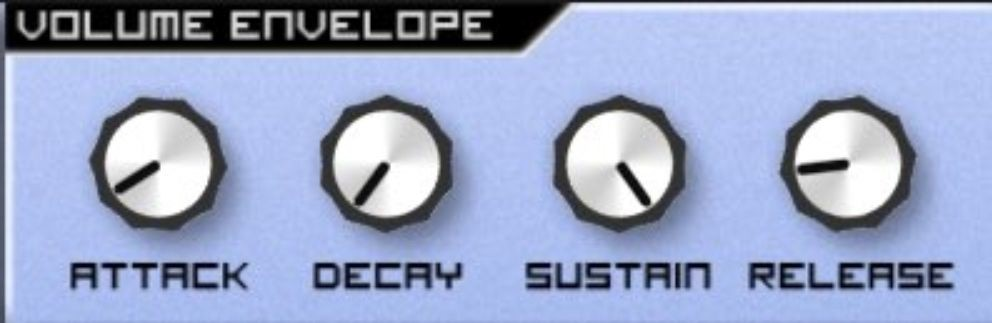 VOLUME ENVELOPE
ATTACK DECAY SUSTAIN RELEASE